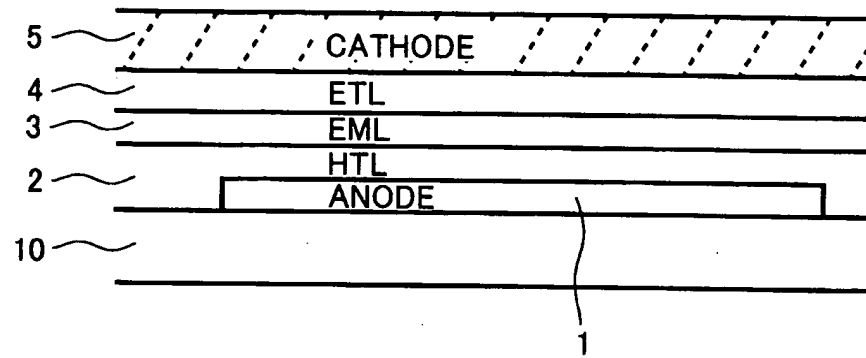 5 CATHODE
4 ETL
3 EML
2 HTL
ANODE
10
1